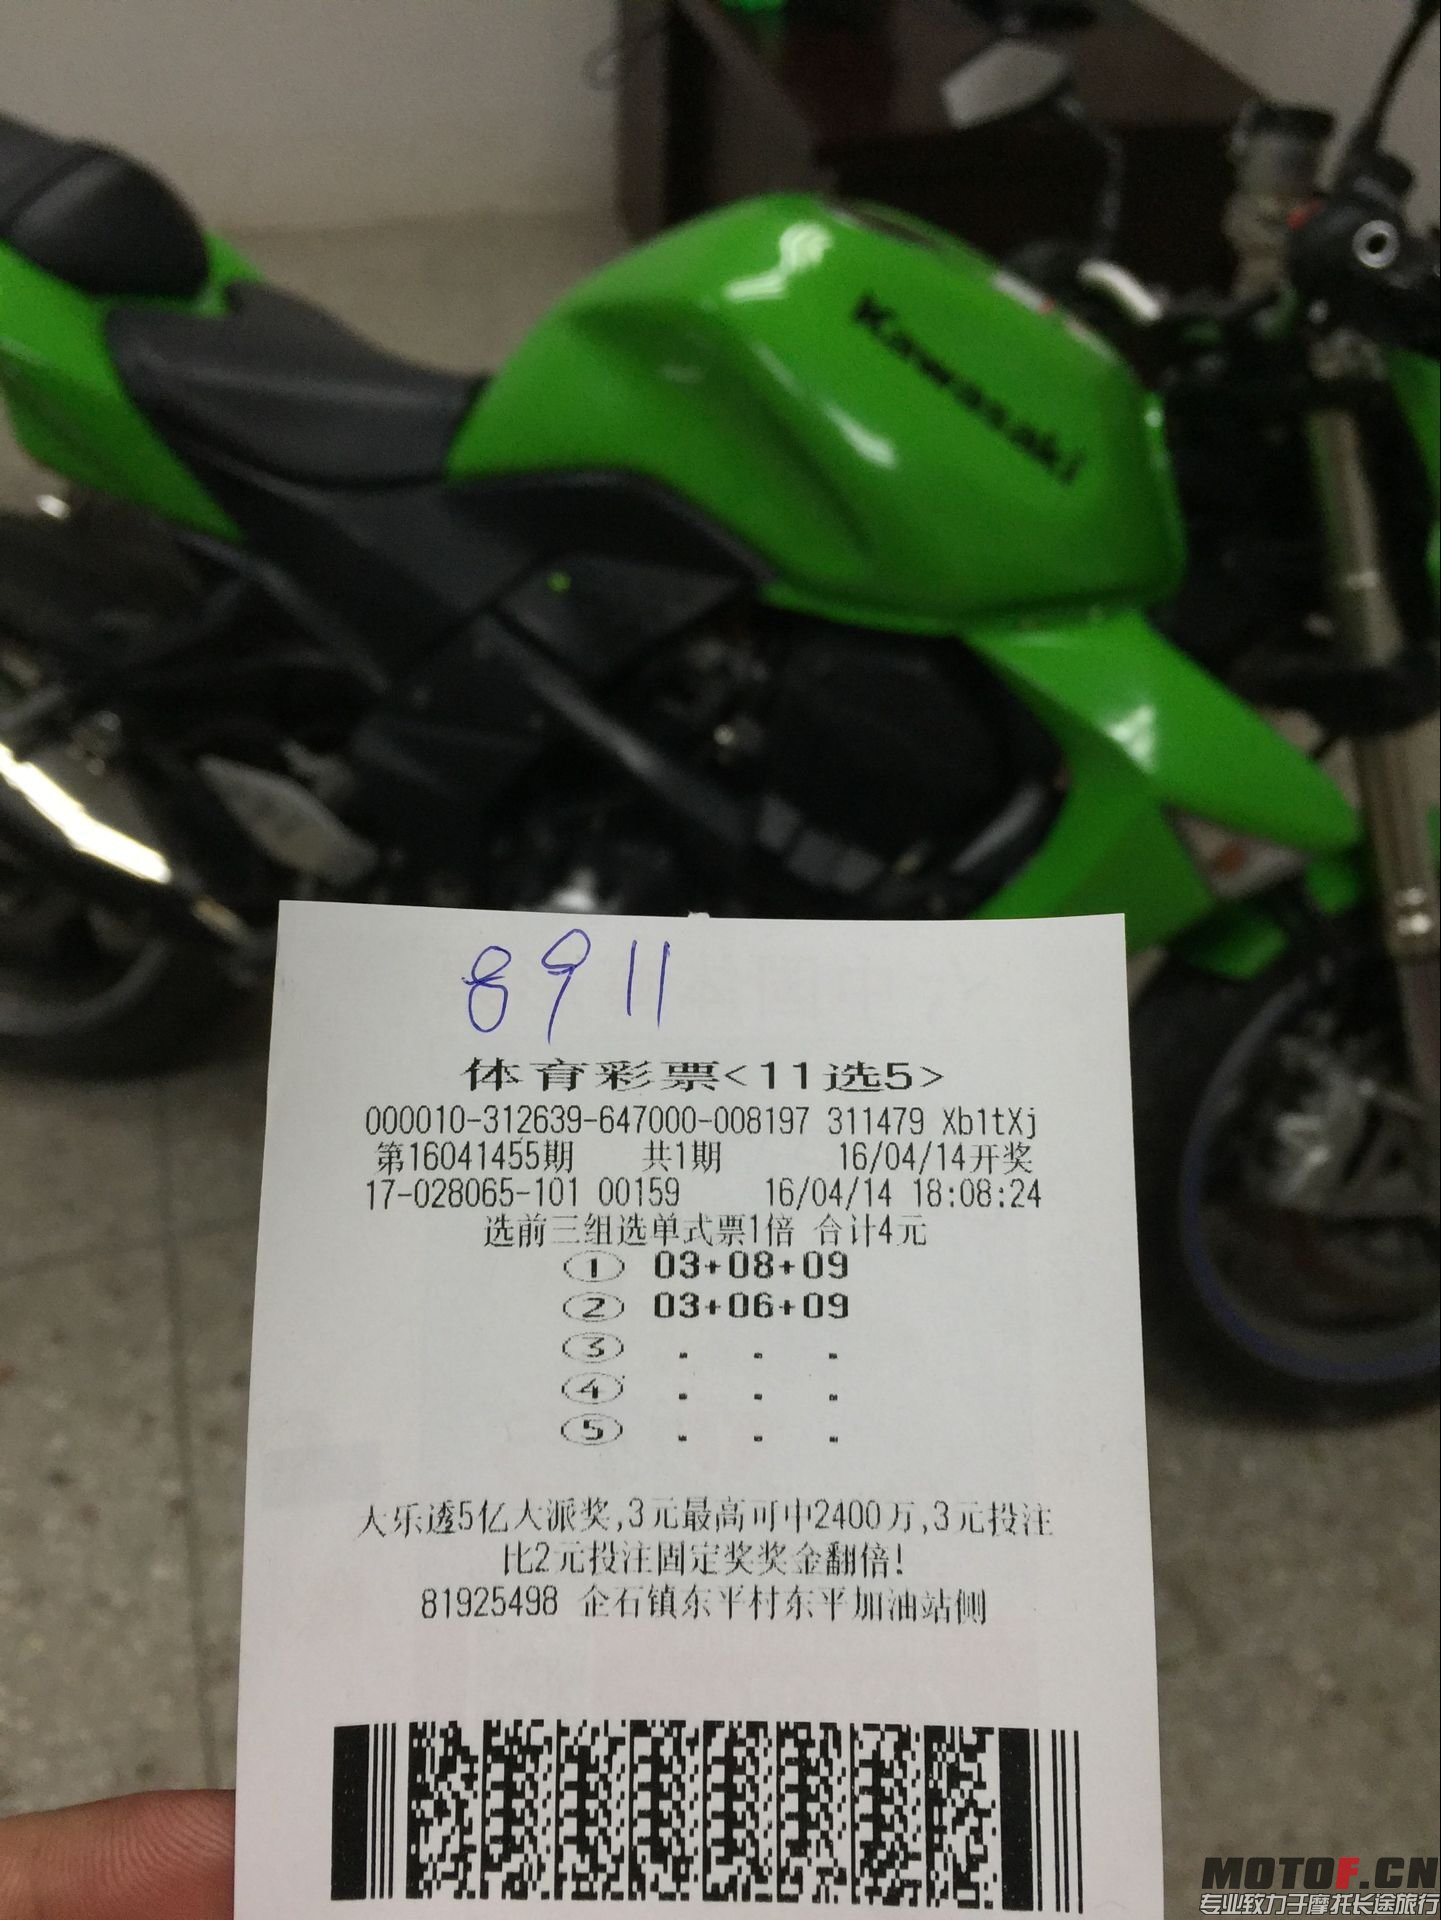 Kawasaki
8 9 11
体育彩票<11选5>
000010-312639-647000-008197 311479 Xb1tXj
第16041455期 共1期 16/04/14开奖
17-028065-101 00159 16/04/14 18:08:24
选前三组选单式票1倍 合计4元
① 03+08+09
② 03+06+09
③ . . .
④ . . .
⑤ . . .
大乐透5亿大派奖,3元最高可中2400万,3元投注
比2元投注固定奖奖金翻倍!
81925498 企石镇东平村东平加油站侧
MOTOF.CN
专业致力于摩托长途旅行